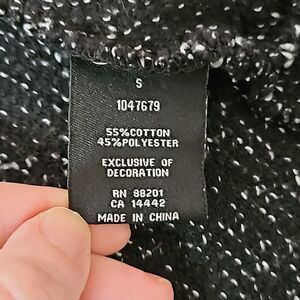 S
1047679
55%COTTON
45%POLYESTER
EXCLUSIVE OF
DECORATION
RN 88201
CA 14442
MADE IN CHINA